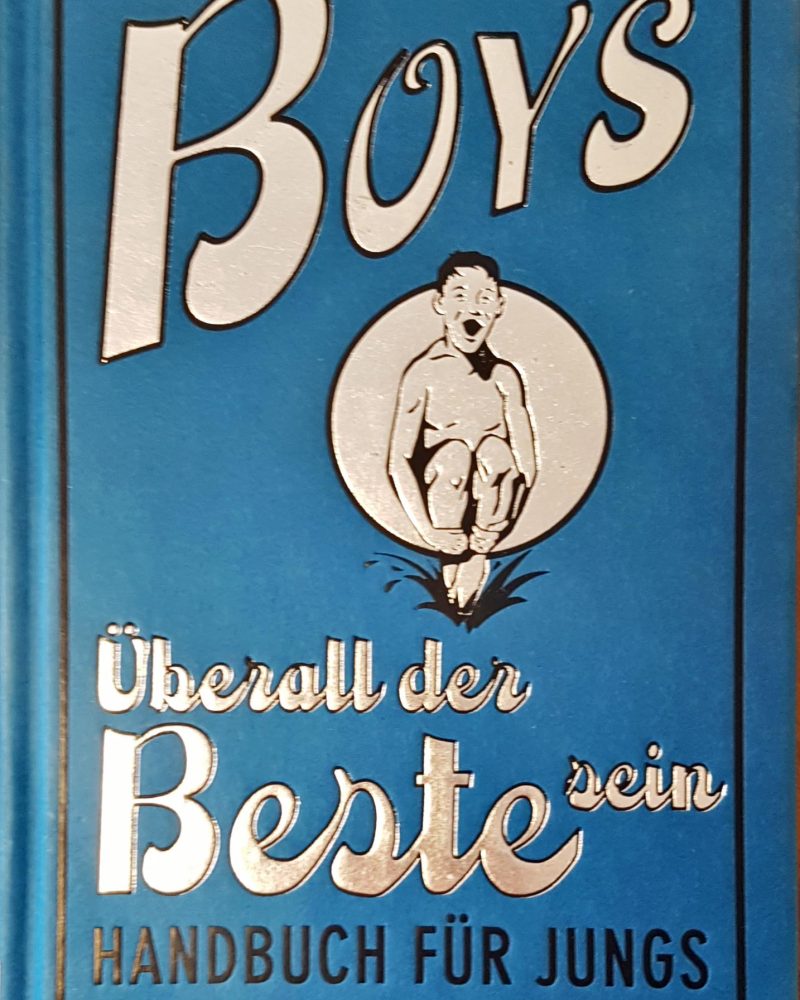 BOYS
Überall der
Beste sein
HANDBUCH FÜR JUNGS